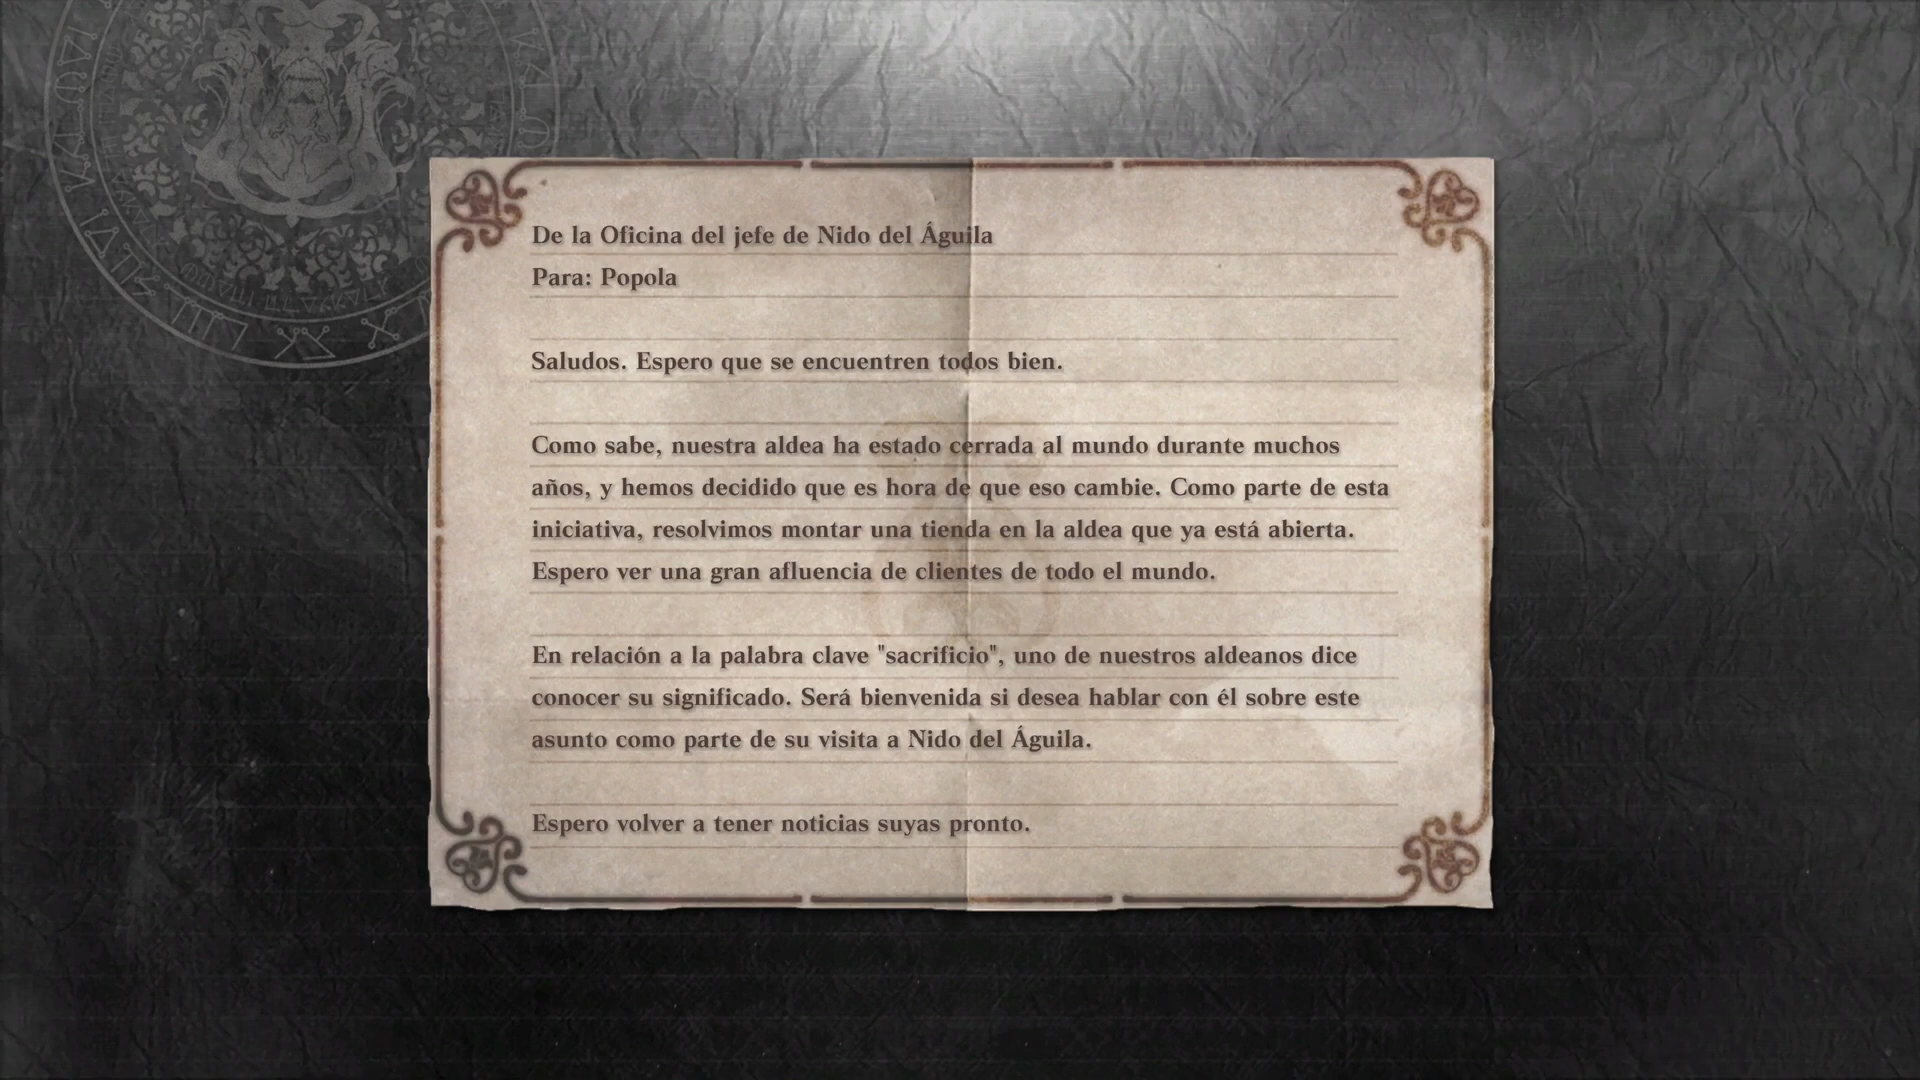 De la Oficina del jefe de Nido del Águila
Para: Popola
Saludos. Espero que se encuentren todos bien.
Como sabe, nuestra aldea ha estado cerrada al mundo durante muchos
años, y hemos decidido que es hora de que eso cambie. Como parte de esta
iniciativa, resolvimos montar una tienda en la aldea que ya está abierta.
Espero ver una gran afluencia de clientes de todo el mundo.
En relación a la palabra clave "sacrificio", uno de nuestros aldeanos dice
conocer su significado. Será bienvenida si desea hablar con él sobre este
asunto como parte de su visita a Nido del Águila.
Espero volver a tener noticias suyas pronto.